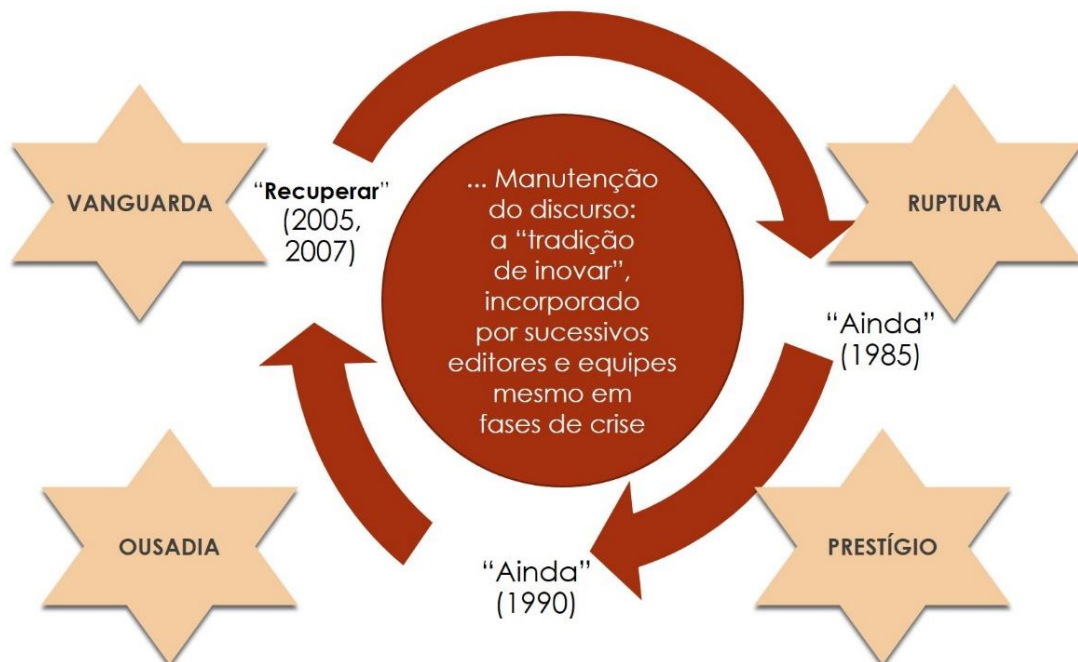 VANGUARDA
“Recuperar”
(2005,
2007)
... Manutenção
do discurso:
a “tradição
de inovar”,
incorporado
por sucessivos
editores e equipes
mesmo em
fases de crise
RUPTURA
“Ainda”
(1985)
OUSADIA
“Ainda”
(1990)
PRESTÍGIO